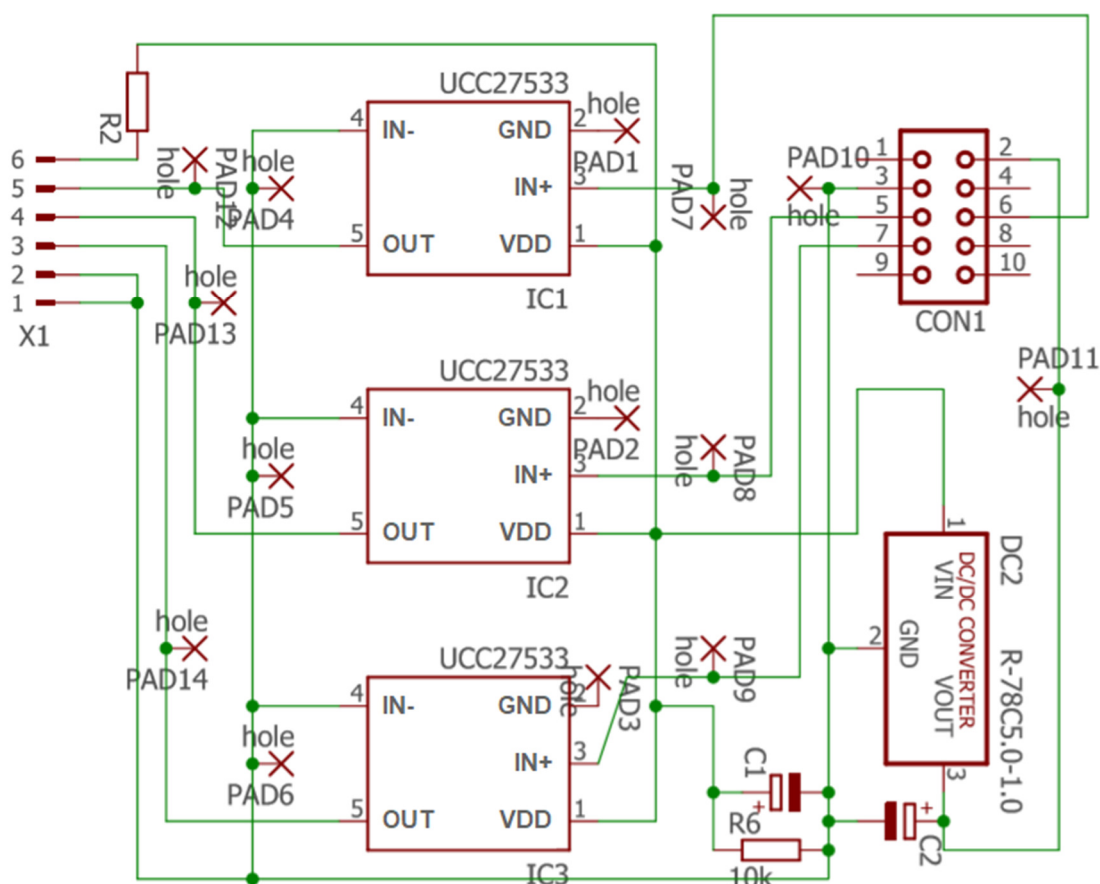 UCC27533
hole
R2
4
IN-
GND
2
PAD1
IN+
3
OUT
5
VDD
1
IC1
6
5
4
3
2
1
X1
hole
PAD12
hole
PAD4
hole
PAD13
PAD7
hole
PAD10
hole
1
3
5
7
9
2
4
6
8
10
CON1
PAD11
hole
UCC27533
hole
4
IN-
GND
2
PAD2
IN+
3
5
OUT
VDD
1
IC2
hole
PAD5
hole
PAD8
1
DC2
VIN
DC/DC CONVERTER
2
GND
VOUT
R-78C5.0-1.0
3
hole
PAD14
UCC27533
hole
PAD3
4
IN-
GND
2
IN+
3
5
OUT
VDD
1
IC3
hole
PAD6
hole
PAD9
C1
+
R6
10k
+
C2